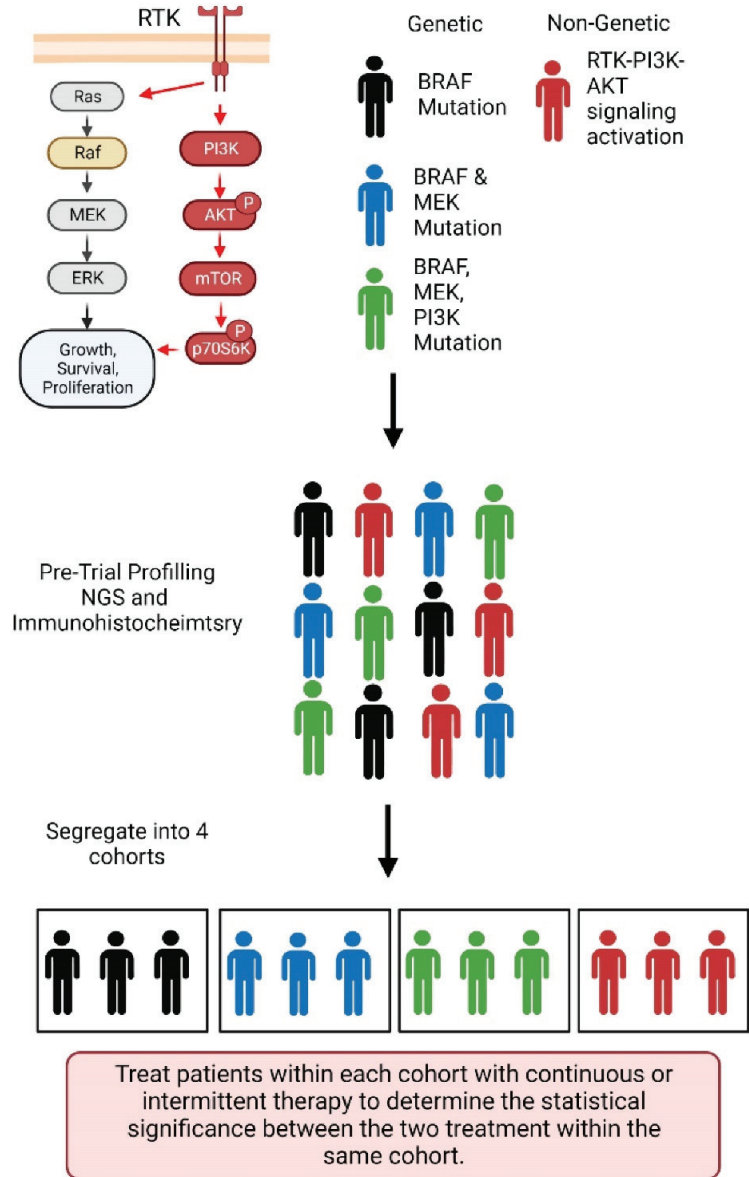 RTK
Ras
Raf
MEK
ERK
Growth,
Survival,
Proliferation
PI3K
AKT
P
mTOR
P
p70S6K
Genetic
BRAF
Mutation
BRAF &
MEK
Mutation
BRAF,
MEK,
PI3K
Mutation
Non-Genetic
RTK-PI3K-
AKT
signaling
activation
Pre-Trial Profilling
NGS and
Immunohistocheimtsry
Segregate into 4
cohorts
Treat patients within each cohort with continuous or
intermittent therapy to determine the statistical
significance between the two treatment within the
same cohort.